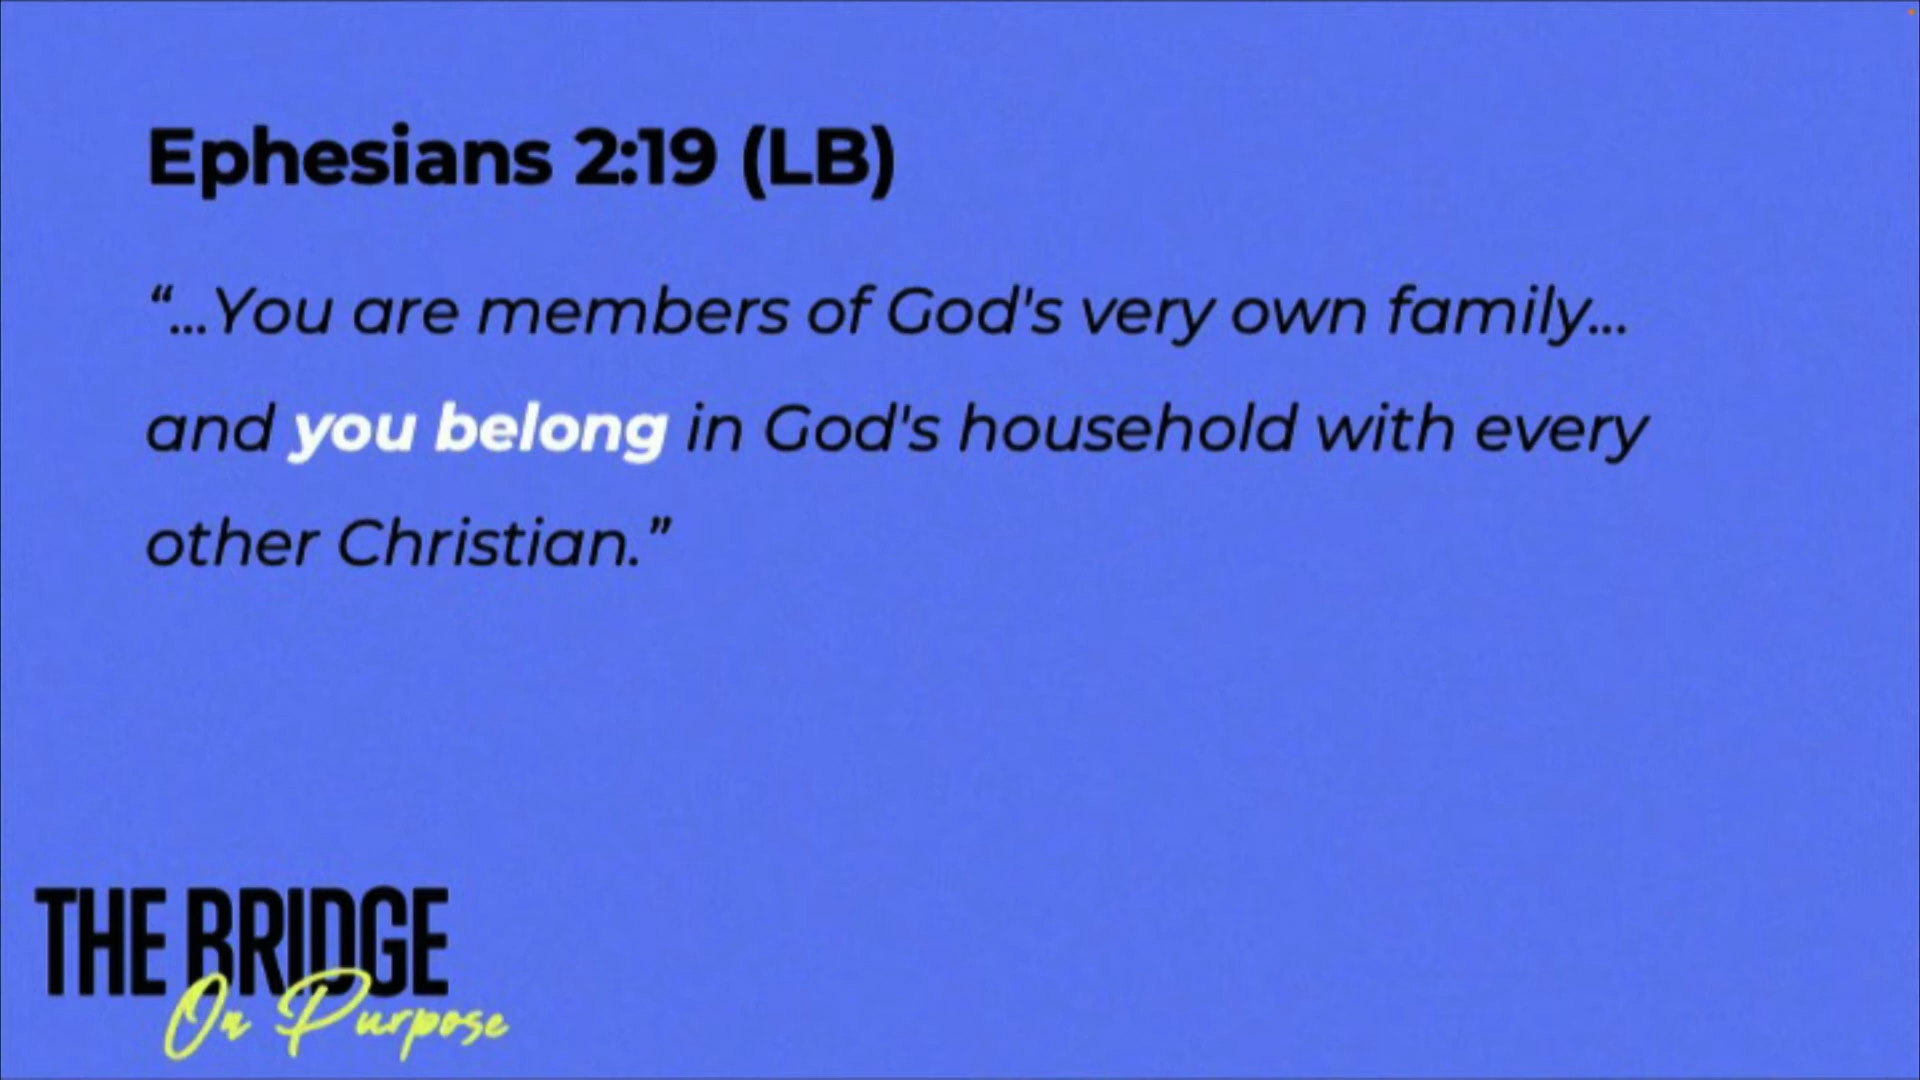 Ephesians 2:19 (LB)
“...You are members of God's very own family...
and you belong in God's household with every
other Christian.”
THE BRIDGE
On Purpose